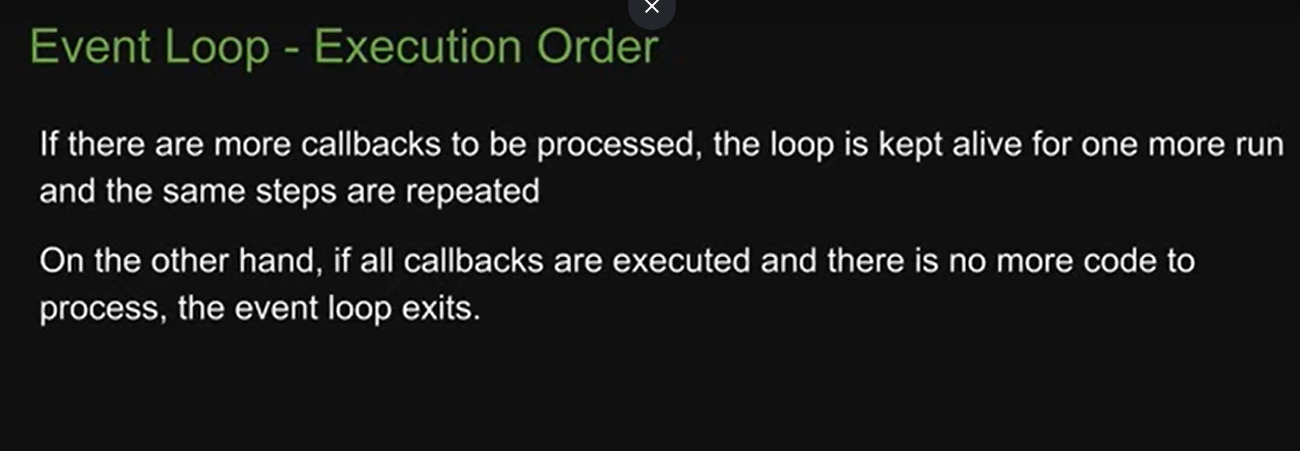 Event Loop - Execution Order
If there are more callbacks to be processed, the loop is kept alive for one more run
and the same steps are repeated
On the other hand, if all callbacks are executed and there is no more code to
process, the event loop exits.